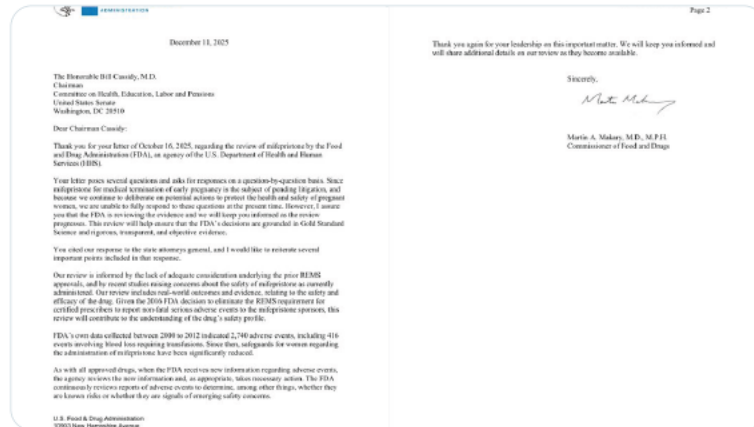 ADMINISTRATION
December 11, 2025
The Honorable Bill Cassidy, M.D.
Chairman
Committee on Health, Education, Labor and Pensions
United States Senate
Washington, DC 20510
Dear Chairman Cassidy:
Thank you for your letter of October 16, 2025, regarding the review of mifepristone by the Food
and Drug Administration (FDA), an agency of the U.S. Department of Health and Human
Services (HHS).
Your letter poses several questions and asks for responses on a question-by-question basis. Since
mifepristone for medical termination of early pregnancy is the subject of pending litigation, and
because we continue to deliberate on potential actions to protect the health and safety of pregnant
women, we are unable to fully respond to these questions at the present time. However, I assure
you that the FDA is reviewing the evidence and we will keep you informed as the review
progresses. This review will help ensure that the FDA's decisions are grounded in Gold Standard
Science and rigorous, transparent, and objective evidence.
You cited our response to the state attorneys general, and I would like to reiterate several
important points included in that response.
Our review is informed by the lack of adequate consideration underlying the prior REMS
approvals, and by recent studies raising concerns about the safety of mifepristone as currently
administered. Our review includes real-world outcomes and evidence, relating to the safety and
efficacy of the drug. Given the 2016 FDA decision to eliminate the REMS requirement for
certified prescribers to report non-fatal serious adverse events to the mifepristone sponsors, this
review will contribute to the understanding of the drug's safety profile.
FDA's own data collected between 2000 to 2012 indicated 2,740 adverse events, including 416
events involving blood loss requiring transfusions. Since then, safeguards for women regarding
the administration of mifepristone have been significantly reduced.
As with all approved drugs, when the FDA receives new information regarding adverse events,
the agency reviews the new information and, as appropriate, takes necessary action. The FDA
continuously reviews reports of adverse events to determine, among other things, whether they
are known risks or whether they are signals of emerging safety concerns.
U.S. Food & Drug Administration
10903 New Hampshire Avenue
Page 2
Thank you again for your leadership on this important matter. We will keep you informed and
will share additional details on our review as they become available.
Sincerely,
Martin A. Makary, M.D., M.P.H.
Commissioner of Food and Drugs